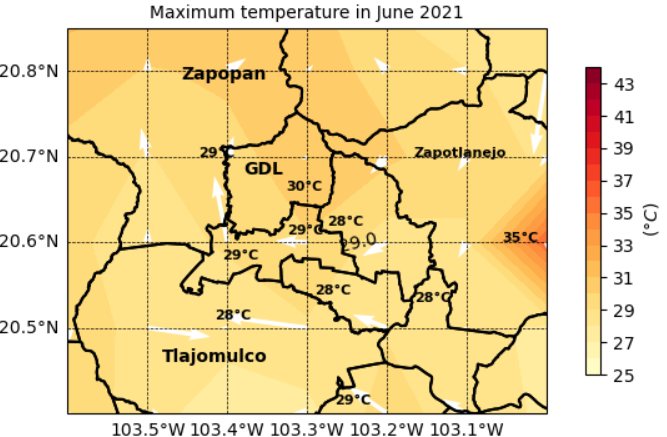 Maximum temperature in June 2021
20.8°N
Zapopan
43
41
20.7°N
29
Zapotlanejo
39
GDL
30°C
37
35
28°C
29°C
29.0
35°C
20.6°N
33
29°C
31
28°C
28°C
29
28°C
20.5°N
27
Tlajomulco
25
29°C
(°C)
103.5°W 103.4°W 103.3°W 103.2°W 103.1°W